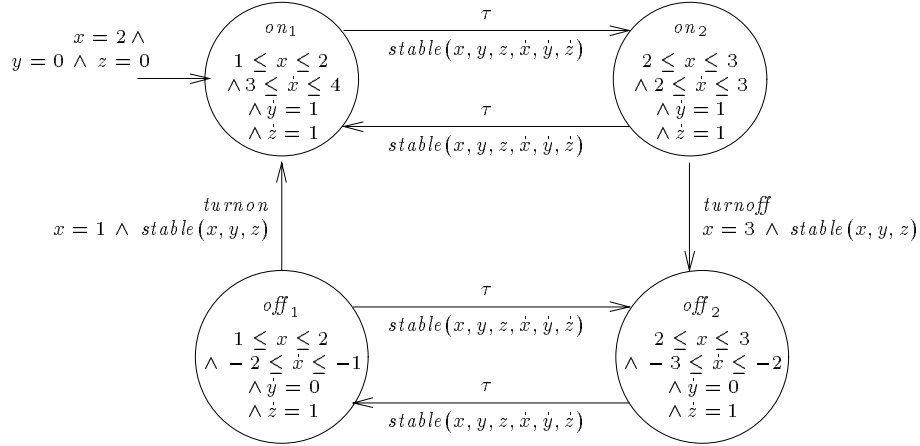 x = 2 ∧
y = 0 ∧ z = 0
on₁
1 ≤ x ≤ 2
∧ 3 ≤ ẋ ≤ 4
∧ ẏ = 1
∧ ż = 1
τ
stable(x, y, z, ẋ, ẏ, ż)
τ
stable(x, y, z, ẋ, ẏ, ż)
on₂
2 ≤ x ≤ 3
∧ 2 ≤ ẋ ≤ 3
∧ ẏ = 1
∧ ż = 1
turnon
x = 1 ∧ stable(x, y, z)
turnoff
x = 3 ∧ stable(x, y, z)
off₁
1 ≤ x ≤ 2
∧ − 2 ≤ ẋ ≤ −1
∧ ẏ = 0
∧ ż = 1
τ
stable(x, y, z, ẋ, ẏ, ż)
τ
stable(x, y, z, ẋ, ẏ, ż)
off₂
2 ≤ x ≤ 3
∧ − 3 ≤ ẋ ≤ −2
∧ ẏ = 0
∧ ż = 1